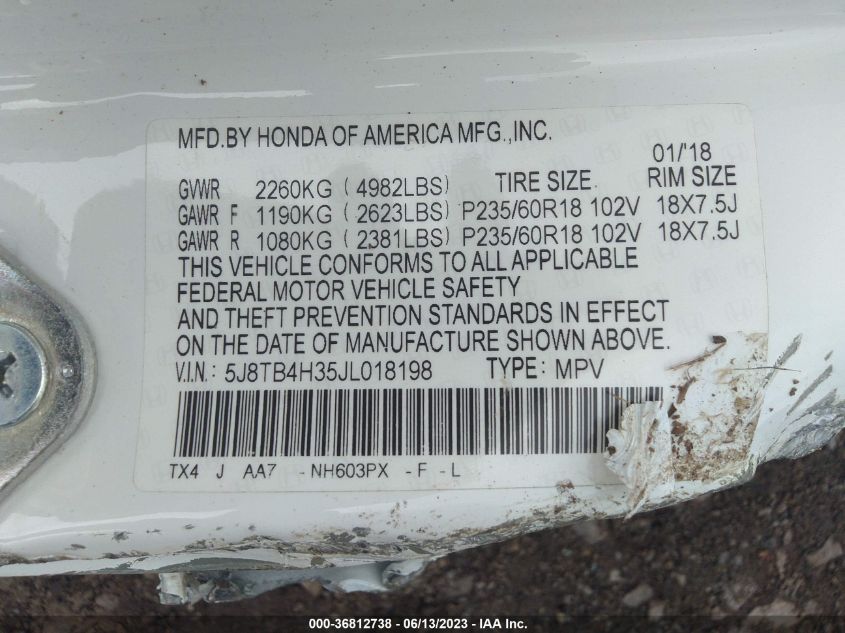 MFD.BY HONDA OF AMERICA MFG.,INC.
01/'18
GVWR 2260KG ( 4982LBS) TIRE SIZE RIM SIZE
GAWR F 1190KG ( 2623LBS) P235/60R18 102V 18X7.5J
GAWR R 1080KG ( 2381LBS) P235/60R18 102V 18X7.5J
THIS VEHICLE CONFORMS TO ALL APPLICABLE
FEDERAL MOTOR VEHICLE SAFETY
AND THEFT PREVENTION STANDARDS IN EFFECT
ON THE DATE OF MANUFACTURE SHOWN ABOVE.
V.I.N.: 5J8TB4H35JL018198 TYPE: MPV
TX4 J AA7 -NH603PX -F -L
000-36812738 - 06/13/2023 - IAA Inc.